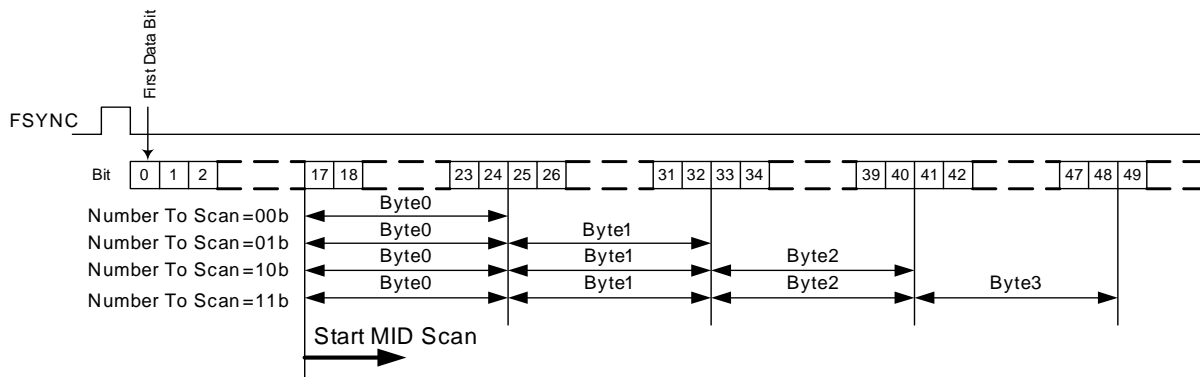 First Data Bit
FSYNC
Bit 0 1 2 17 18 23 24 25 26 31 32 33 34 39 40 41 42 47 48 49
Number To Scan=00b Byte0
Number To Scan=01b Byte0 Byte1
Number To Scan=10b Byte0 Byte1 Byte2
Number To Scan=11b Byte0 Byte1 Byte2 Byte3
Start MID Scan